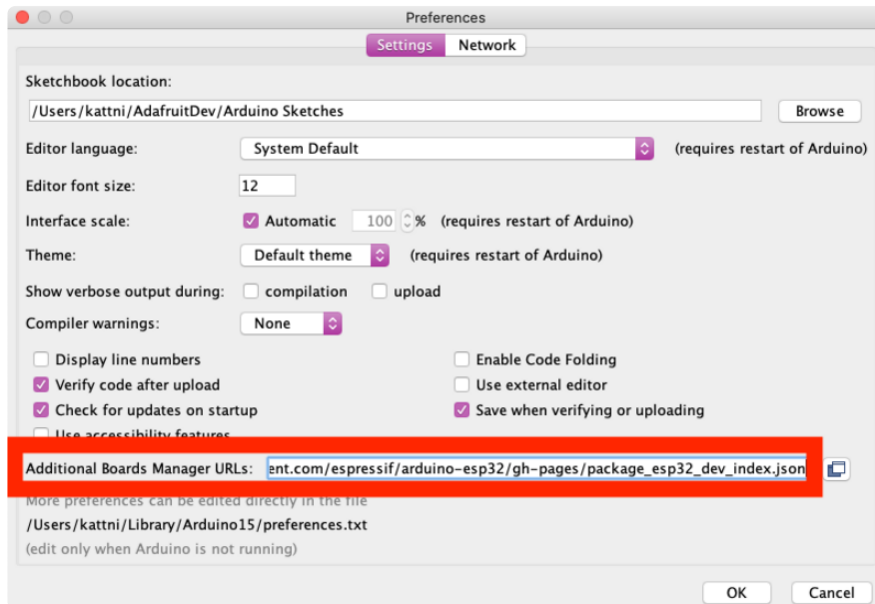 Preferences
Settings Network
Sketchbook location:
/Users/kattni/AdafruitDev/Arduino Sketches Browse
Editor language: System Default (requires restart of Arduino)
Editor font size: 12
Interface scale: Automatic 100 % (requires restart of Arduino)
Theme: Default theme (requires restart of Arduino)
Show verbose output during: compilation upload
Compiler warnings: None
Display line numbers Enable Code Folding
Verify code after upload Use external editor
Check for updates on startup Save when verifying or uploading
Use accessibility features
Additional Boards Manager URLs: ent.com/espressif/arduino-esp32/gh-pages/package_esp32_dev_index.json
More preferences can be edited directly in the file
/Users/kattni/Library/Arduino15/preferences.txt
(edit only when Arduino is not running)
OK Cancel